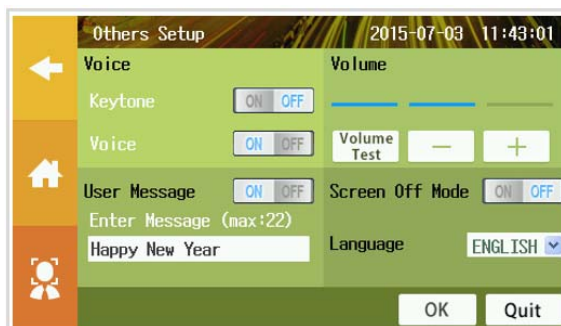 Others Setup 2015-07-03 11:43:01
Voice
Keytone ON OFF
Voice ON OFF
Volume
Volume Test − +
User Message ON OFF
Enter Message (max:22)
Happy New Year
Screen Off Mode ON OFF
Language ENGLISH
OK Quit